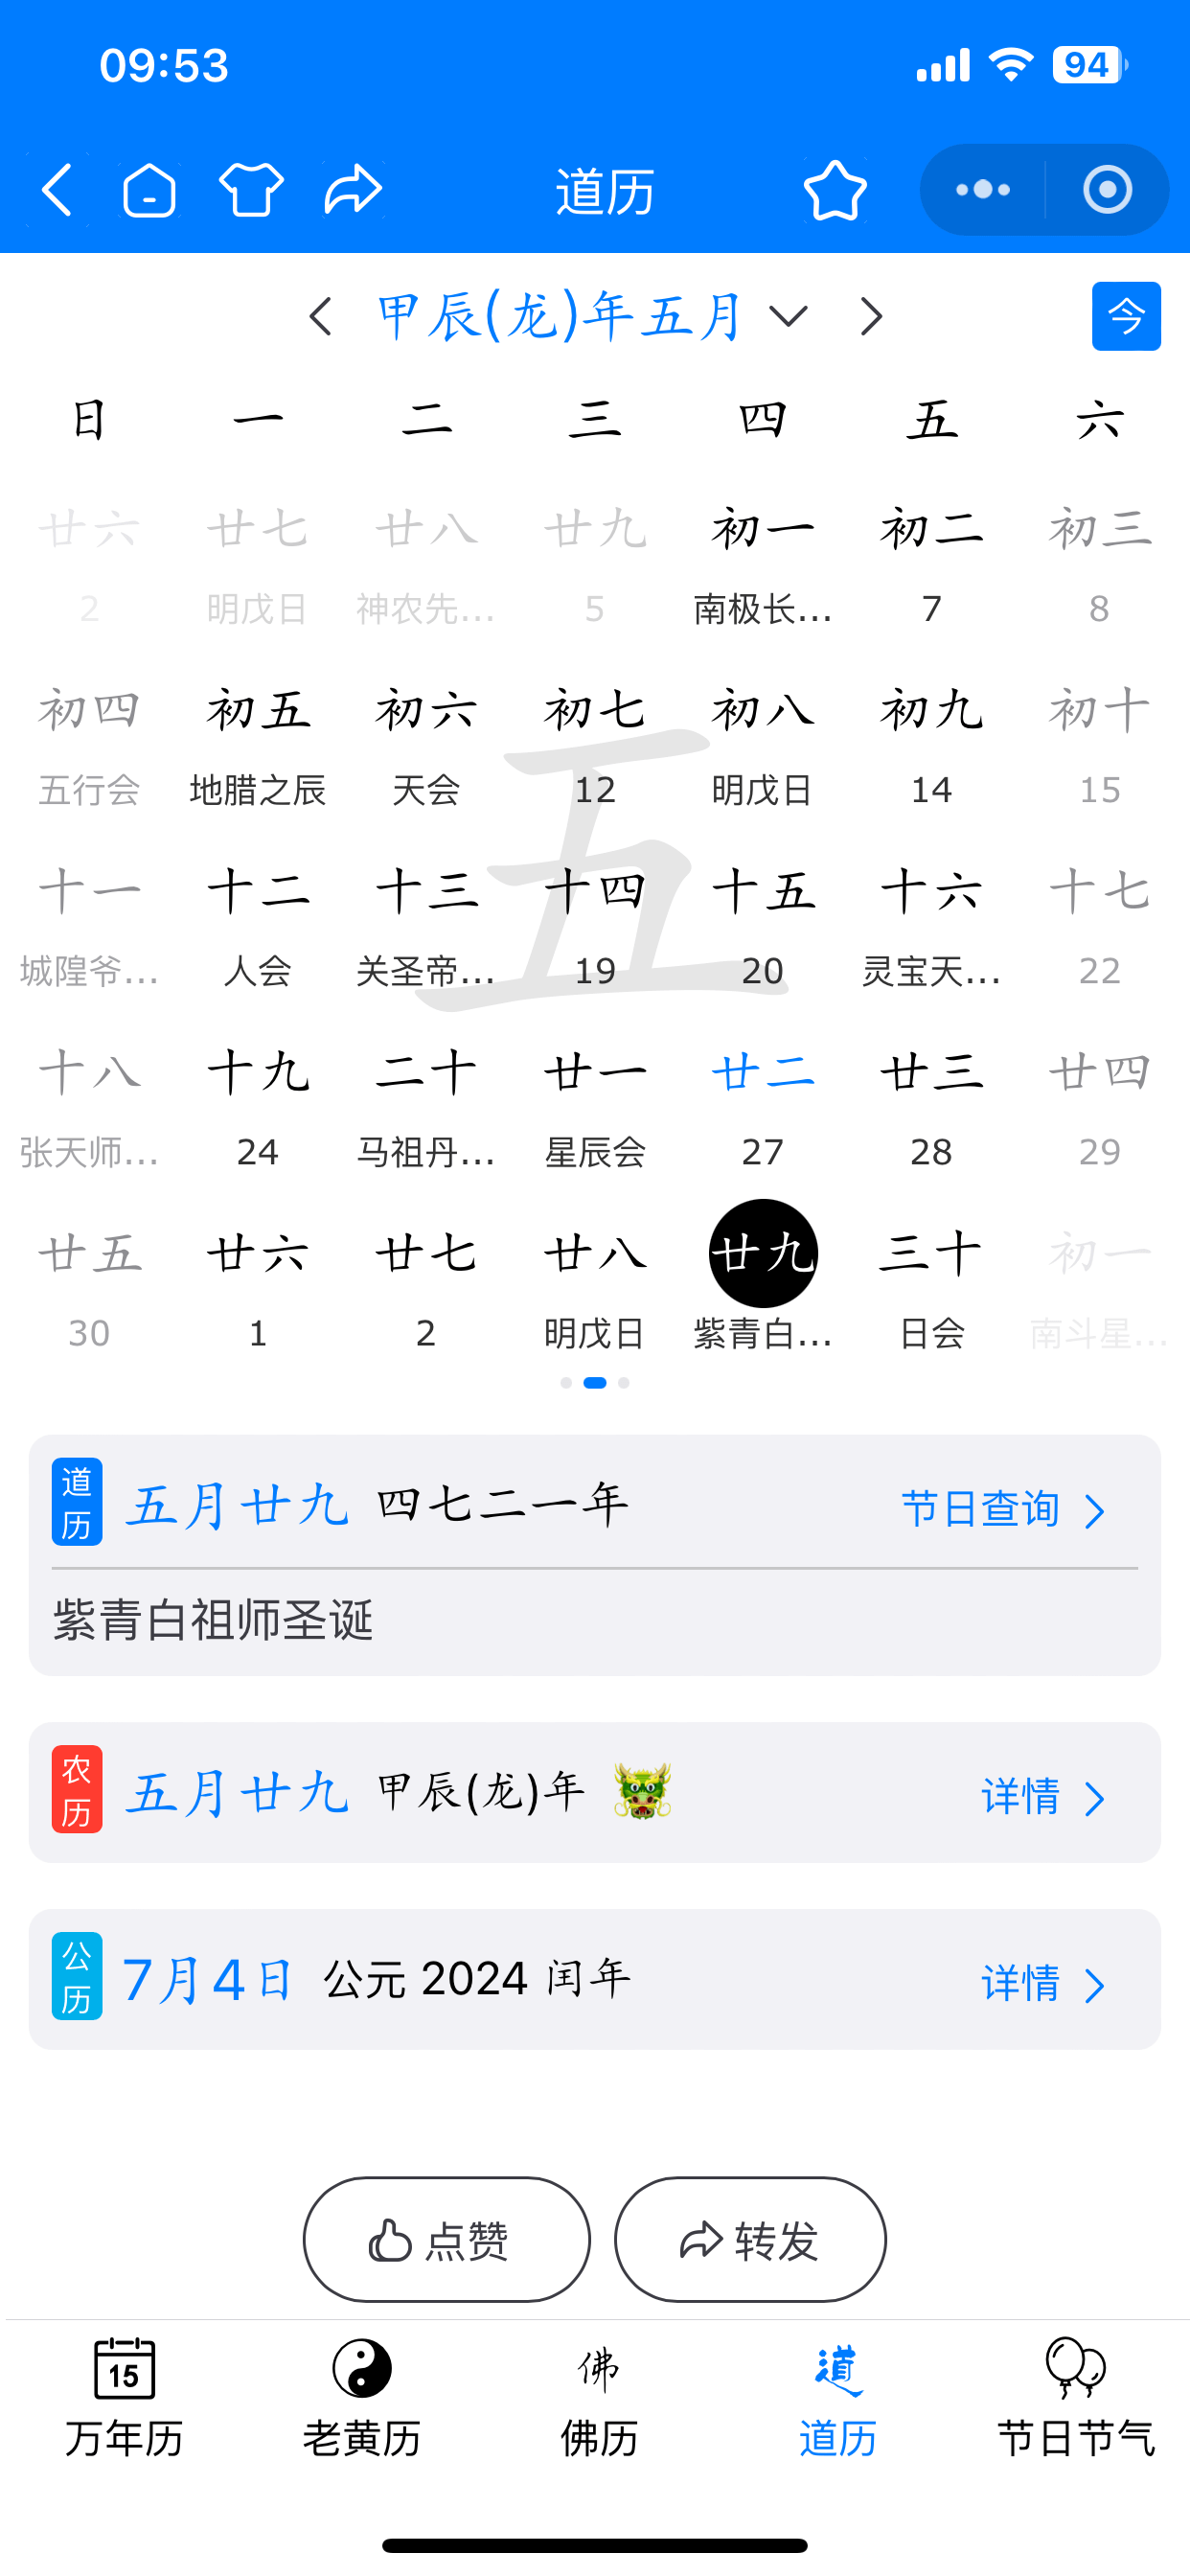 09:53
94
道历
甲辰(龙)年五月
今
日 一 二 三 四 五 六
廿六 廿七 廿八 廿九 初一 初二 初三
2 明戊日 神农先... 5 南极长... 7 8
初四 初五 初六 初七 初八 初九 初十
五行会 地腊之辰 天会 12 明戊日 14 15
五
十一 十二 十三 十四 十五 十六 十七
城隍爷... 人会 关圣帝... 19 20 灵宝天... 22
十八 十九 二十 廿一 廿二 廿三 廿四
张天师... 24 马祖丹... 星辰会 27 28 29
廿五 廿六 廿七 廿八 廿九 三十 初一
30 1 2 明戊日 紫青白... 日会 南斗星...
道历 五月廿九 四七二一年 节日查询
紫青白祖师圣诞
农历 五月廿九 甲辰(龙)年 详情
公历 7月4日 公元 2024 闰年 详情
点赞 转发
15 佛 道
万年历 老黄历 佛历 道历 节日节气